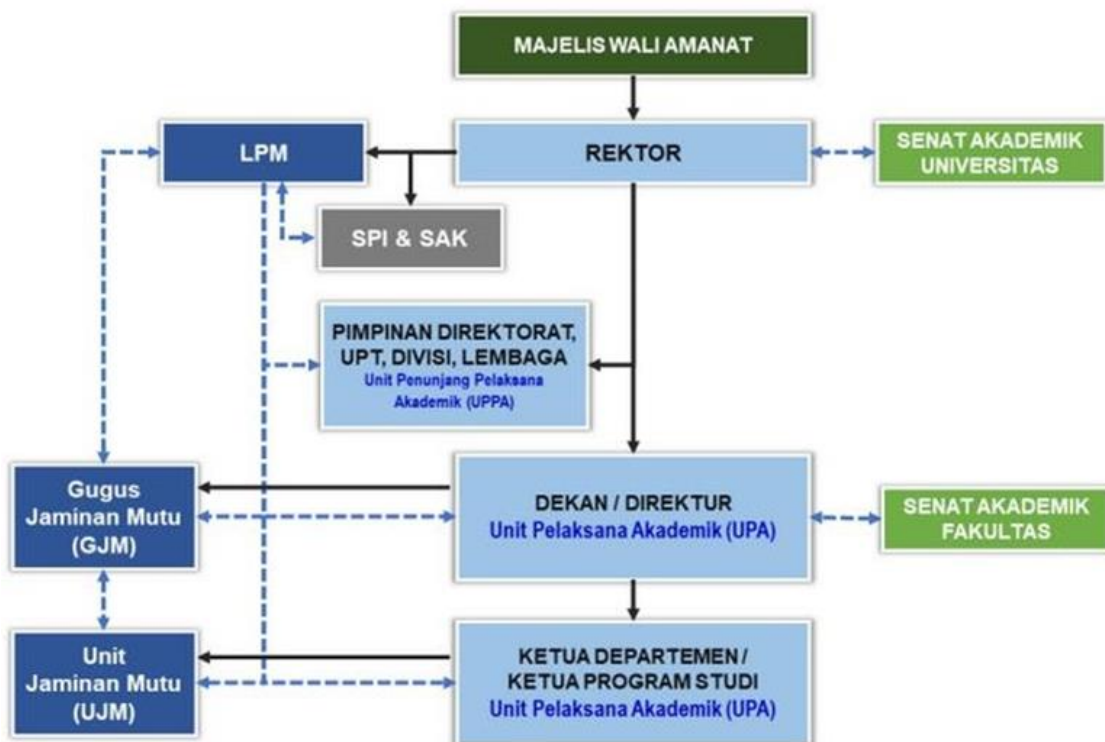 MAJELIS WALI AMANAT
LPM
REKTOR
SENAT AKADEMIK
UNIVERSITAS
SPI & SAK
PIMPINAN DIREKTORAT,
UPT, DIVISI, LEMBAGA
Unit Penunjang Pelaksana
Akademik (UPPA)
Gugus
Jaminan Mutu
(GJM)
DEKAN / DIREKTUR
Unit Pelaksana Akademik (UPA)
SENAT AKADEMIK
FAKULTAS
Unit
Jaminan Mutu
(UJM)
KETUA DEPARTEMEN /
KETUA PROGRAM STUDI
Unit Pelaksana Akademik (UPA)